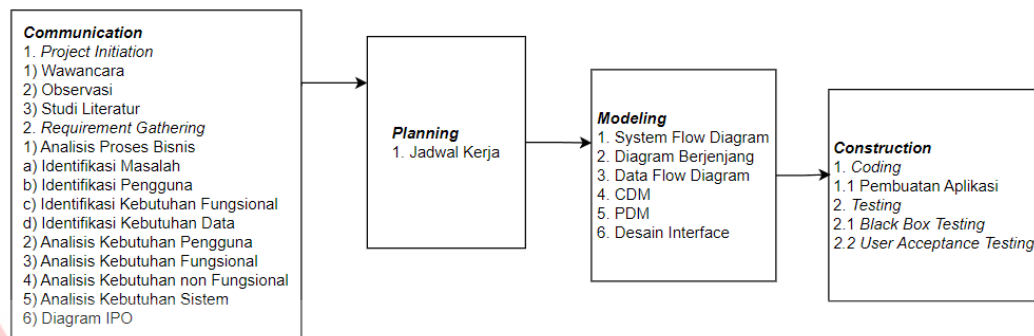 Communication
1. Project Initiation
1) Wawancara
2) Observasi
3) Studi Literatur
2. Requirement Gathering
1) Analisis Proses Bisnis
a) Identifikasi Masalah
b) Identifikasi Pengguna
c) Identifikasi Kebutuhan Fungsional
d) Identifikasi Kebutuhan Data
2) Analisis Kebutuhan Pengguna
3) Analisis Kebutuhan Fungsional
4) Analisis Kebutuhan non Fungsional
5) Analisis Kebutuhan Sistem
6) Diagram IPO
Planning
1. Jadwal Kerja
Modeling
1. System Flow Diagram
2. Diagram Berjenjang
3. Data Flow Diagram
4. CDM
5. PDM
6. Desain Interface
Construction
1. Coding
1.1 Pembuatan Aplikasi
2. Testing
2.1 Black Box Testing
2.2 User Acceptance Testing